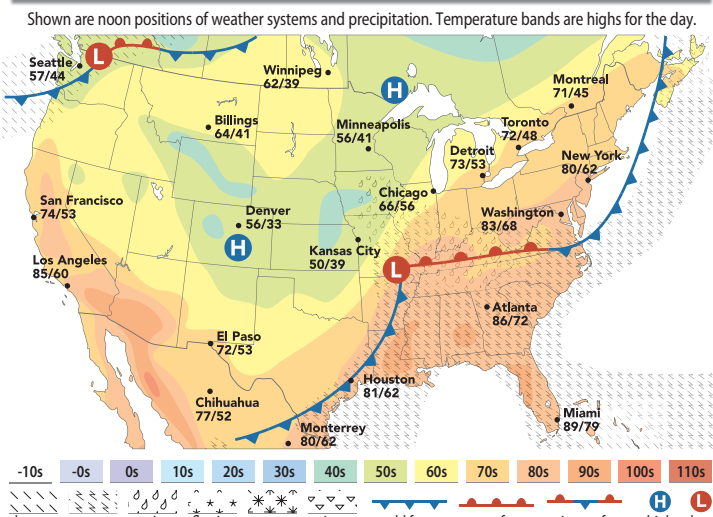 Shown are noon positions of weather systems and precipitation. Temperature bands are highs for the day.
L
Seattle
57/44
Winnipeg
62/39
H
Montreal
71/45
Billings
64/41
Minneapolis
56/41
Toronto
72/48
Detroit
73/53
New York
80/62
San Francisco
74/53
Chicago
66/56
Denver
56/33
Washington
83/68
H
Kansas City
50/39
Los Angeles
85/60
L
Atlanta
86/72
El Paso
72/53
Houston
81/62
Chihuahua
77/52
Miami
89/79
Monterrey
80/62
-10s -0s 0s 10s 20s 30s 40s 50s 60s 70s 80s 90s 100s 110s
H L